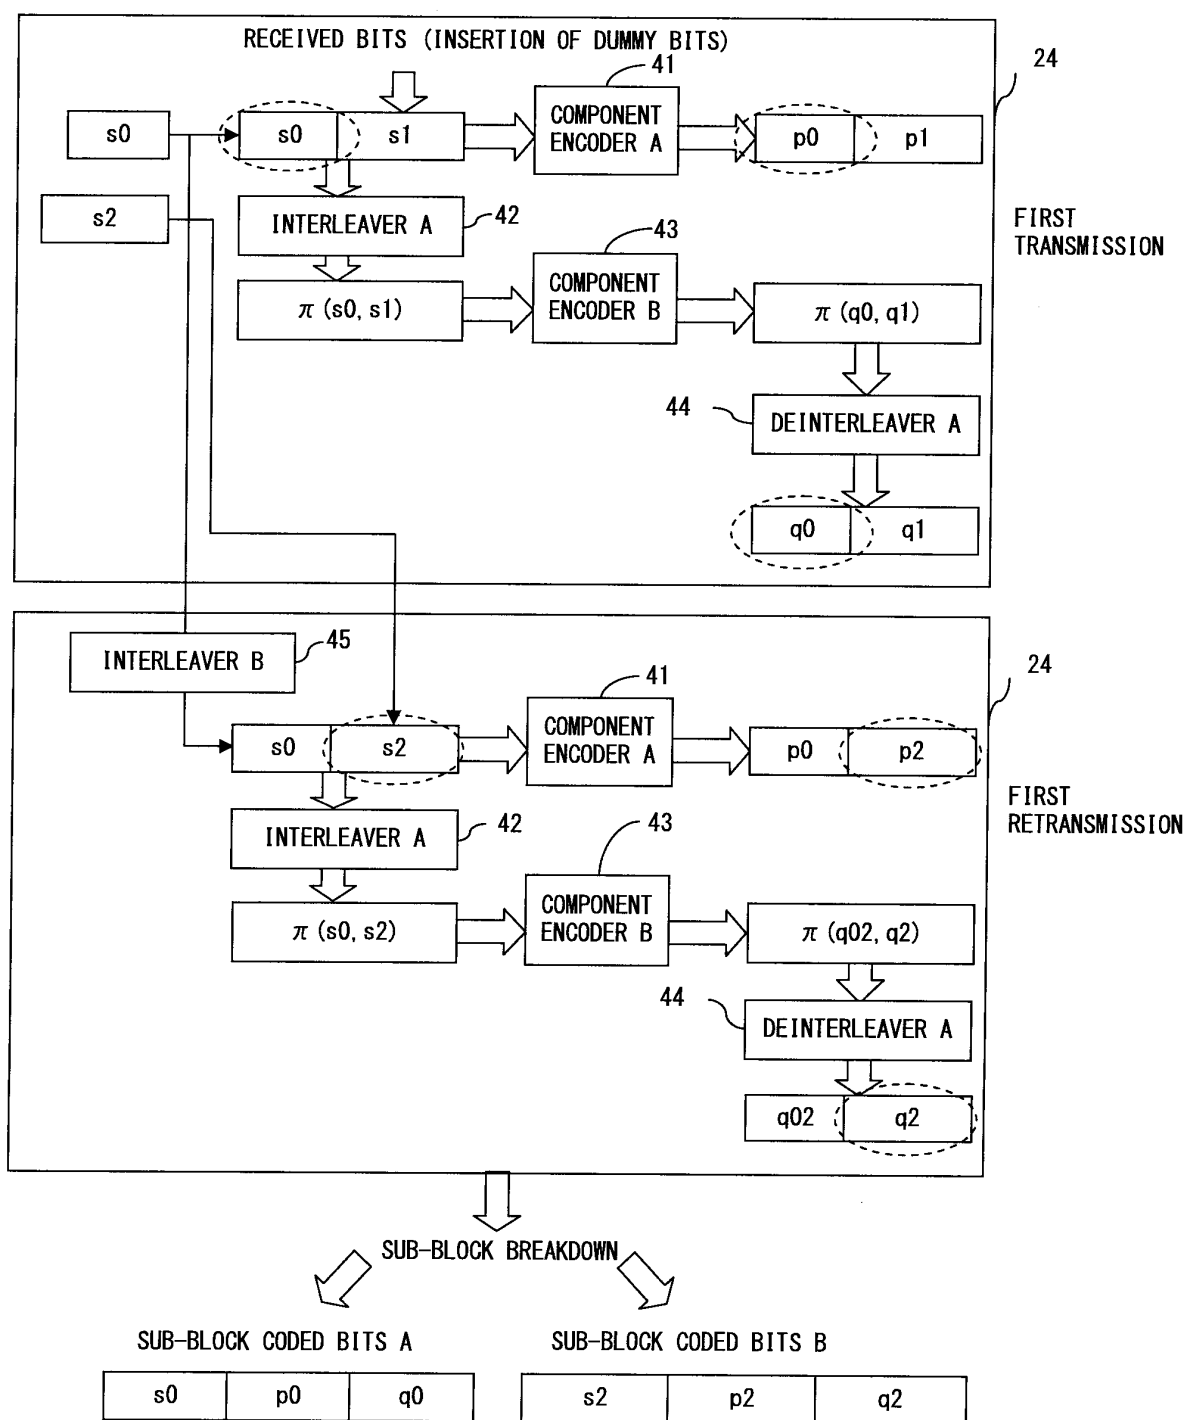 RECEIVED BITS (INSERTION OF DUMMY BITS)
24
41
s0
s0
s1
COMPONENT
ENCODER A
p0
p1
s2
INTERLEAVER A
42
43
FIRST
TRANSMISSION
π (s0, s1)
COMPONENT
ENCODER B
π (q0, q1)
44
DEINTERLEAVER A
q0
q1
INTERLEAVER B
45
41
24
s0
s2
COMPONENT
ENCODER A
p0
p2
INTERLEAVER A
42
43
FIRST
RETRANSMISSION
π (s0, s2)
COMPONENT
ENCODER B
π (q02, q2)
44
DEINTERLEAVER A
q02
q2
SUB-BLOCK BREAKDOWN
SUB-BLOCK CODED BITS A
SUB-BLOCK CODED BITS B
s0
p0
q0
s2
p2
q2